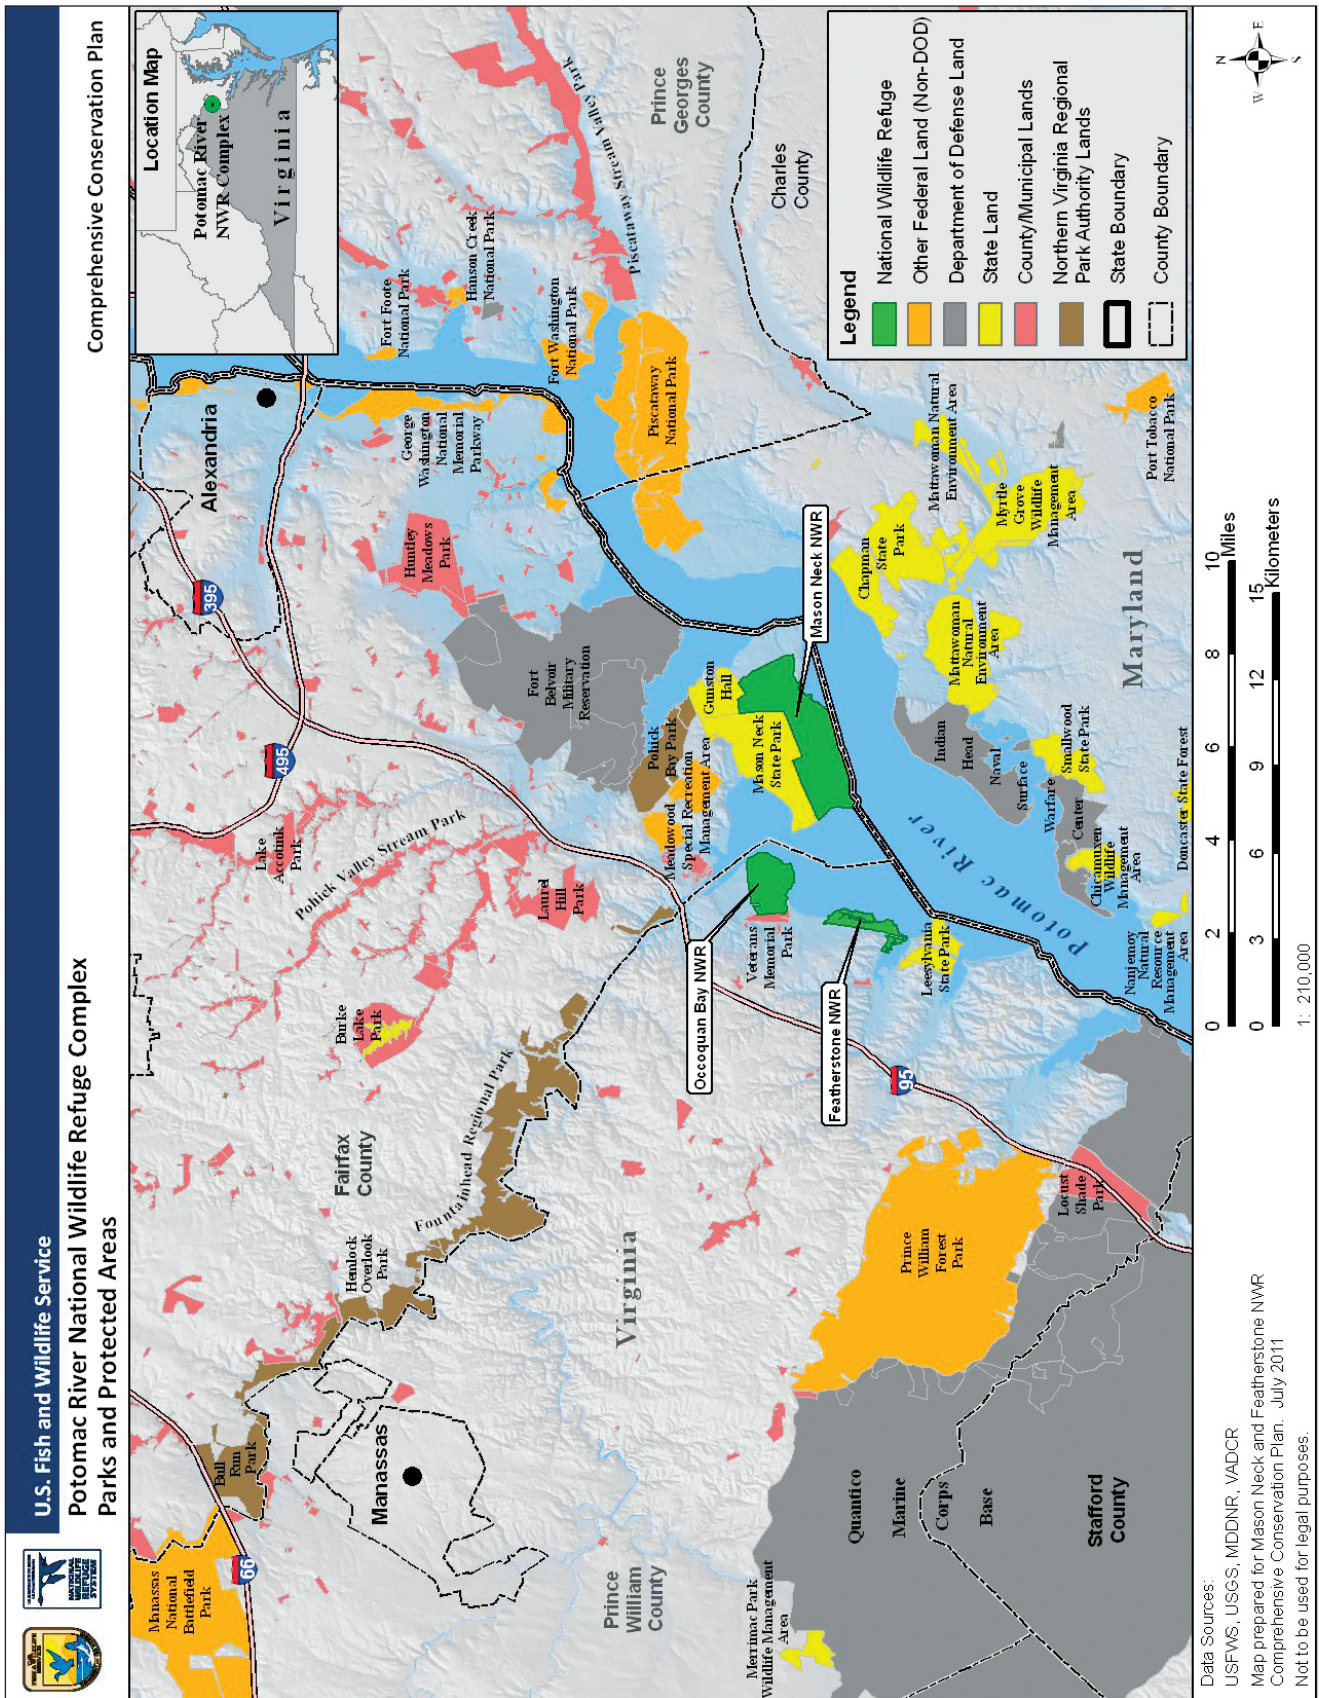 U.S. Fish and Wildlife Service
Potomac River National Wildlife Refuge Complex
Parks and Protected Areas
Comprehensive Conservation Plan
NATIONAL
WILDLIFE
REFUGE
SYSTEM
Location Map
Potomac River
NWR Complex
Virginia
Manassas
National
Battlefield
Park
66
Bull
Run
Park
Manassas
Hemlock
Overlook
Park
Fairfax
County
Fountainhead Regional Park
Burke
Lake
Park
Lake
Accotink
Park
Pohick Valley Stream Park
Laurel
Hill
Park
495
395
Alexandria
Huntley
Meadows
Park
George
Washington
National
Memorial
Parkway
Fort Foote
National Park
Hanson Creek
National Park
Fort Washington
National Park
Piscataway Stream Valley Park
Prince
Georges
County
Piscataway
National Park
Charles
County
Fort
Belvoir
Military
Reservation
Pohick
Bay Park
Meadowood
Special Recreation
Management Area
Gunston
Hall
Mason Neck
State Park
Mason Neck NWR
Occoquan Bay NWR
Veterans
Memorial
Park
Featherstone NWR
Leesylvania
State Park
95
Potomac River
Virginia
Prince
William
County
Merrimac Park
Wildlife Management
Area
Quantico
Marine
Corps
Base
Stafford
County
Prince
William
Forest
Park
Locust
Shade
Park
Chapman
State
Park
Mattawoman Natural
Environment Area
Myrtle
Grove
Wildlife
Management
Area
Mattawoman
Natural
Environment
Area
Port Tobacco
National Park
Maryland
Indian
Head
Naval
Surface
Warfare
Center
Smallwood
State Park
Chicomuxen
Wildlife
Management
Area
Doncaster State Forest
Nanjemoy
Natural
Resource
Management
Area
Legend
National Wildlife Refuge
Other Federal Land (Non-DOD)
Department of Defense Land
State Land
County/Municipal Lands
Northern Virginia Regional
Park Authority Lands
State Boundary
County Boundary
Data Sources:
USFWS, USGS, MDDNR, VADCR
Map prepared for Mason Neck and Featherstone NWR
Comprehensive Conservation Plan. July 2011
Not to be used for legal purposes.
0 2 4 6 8 10
Miles
0 3 6 9 12 15
Kilometers
1: 210,000
N
W E
S